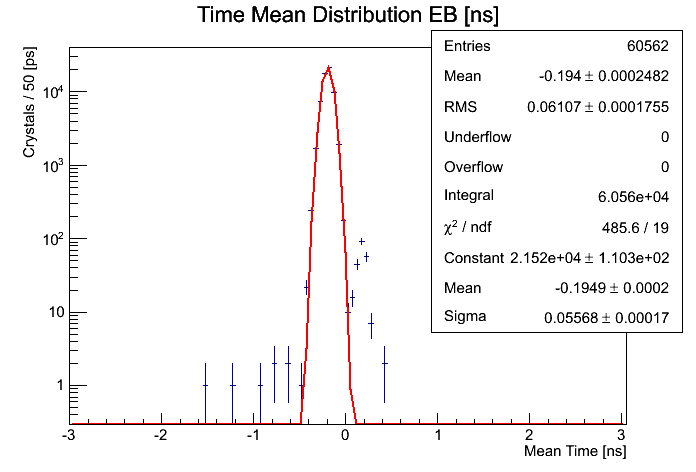 Time Mean Distribution EB [ns]
Crystals / 50 [ps]
Entries 60562
Mean -0.194 ± 0.0002482
RMS 0.06107 ± 0.0001755
Underflow 0
Overflow 0
Integral 6.056e+04
χ² / ndf 485.6 / 19
Constant 2.152e+04 ± 1.103e+02
Mean -0.1949 ± 0.0002
Sigma 0.05568 ± 0.00017
10⁴
10³
10²
10
1
-3 -2 -1 0 1 2 3
Mean Time [ns]